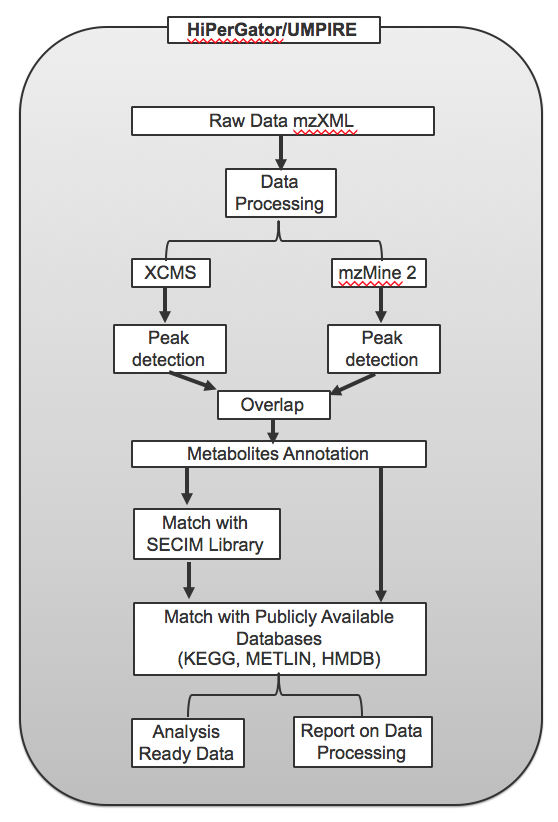 HiPerGator/UMPIRE
Raw Data mzXML
Data
Processing
XCMS
mzMine 2
Peak
detection
Peak
detection
Overlap
Metabolites Annotation
Match with
SECIM Library
Match with Publicly Available
Databases
(KEGG, METLIN, HMDB)
Analysis
Ready Data
Report on Data
Processing